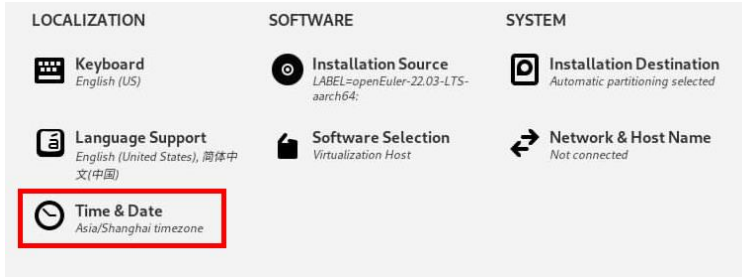 LOCALIZATION
Keyboard
English (US)
Language Support
English (United States), 简体中
文(中国)
Time & Date
Asia/Shanghai timezone
SOFTWARE
Installation Source
LABEL=openEuler-22.03-LTS-
aarch64:
Software Selection
Virtualization Host
SYSTEM
Installation Destination
Automatic partitioning selected
Network & Host Name
Not connected